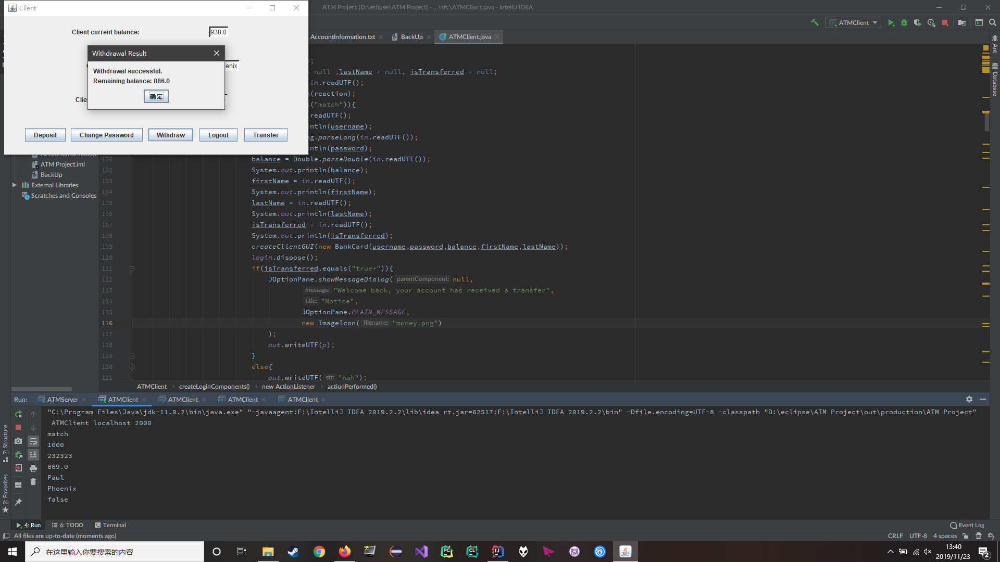 Client
ATM Project [D:\eclipse\ATM Project] - ...\src\ATMClient.java - IntelliJ IDEA
Client current balance:
938.0
ATMClient
AccountInformation.txt
BackUp
ATMClient.java
Withdrawal Result
Withdrawal successful.
Remaining balance: 886.0
确定
enix
Clie
Deposit
Change Password
Withdraw
Logout
Transfer
Ant
Database
);
= null ,lastName = null, isTransferred = null;
in.readUTF();
(reaction);
("match")){
readUTF();
ntln(username);
ng.parseLong(in.readUTF());
ntln(password);
101 balance = Double.parseDouble(in.readUTF());
102 System.out.println(balance);
103 firstName = in.readUTF();
104 System.out.println(firstName);
105 lastName = in.readUTF();
106 System.out.println(lastName);
107 isTransferred = in.readUTF();
108 System.out.println(isTransferred);
109 createClientGUI(new BankCard(username,password,balance,firstName,lastName));
110 login.dispose();
111 if(isTransferred.equals("true+")){
112 JOptionPane.showMessageDialog( parentComponent: null,
113 message: "Welcome back, your account has received a transfer",
114 title: "Notice",
115 JOptionPane.PLAIN_MESSAGE,
116 new ImageIcon( filename: "money.png")
117 );
118 out.writeUTF(p);
119 }
120 else{
121 out.writeUTF( str: "nah");
ATM Project.iml
BackUp
External Libraries
Scratches and Consoles
ATMClient
createLoginComponents()
new ActionListener
actionPerformed()
Run:
ATMServer
ATMClient
ATMClient
ATMClient
ATMClient
"C:\Program Files\Java\jdk-11.0.2\bin\java.exe" "-javaagent:F:\IntelliJ IDEA 2019.2.2\lib\idea_rt.jar=62517:F:\IntelliJ IDEA 2019.2.2\bin" -Dfile.encoding=UTF-8 -classpath "D:\eclipse\ATM Project\out\production\ATM Project"
ATMClient localhost 2000
match
1000
232323
869.0
Paul
Phoenix
false
7: Structure
2: Favorites
4: Run
6: TODO
Terminal
Event Log
All files are up-to-date (moments ago)
CRLF
UTF-8
4 spaces
在这里输入你要搜索的内容
13:40
2019/11/23
2